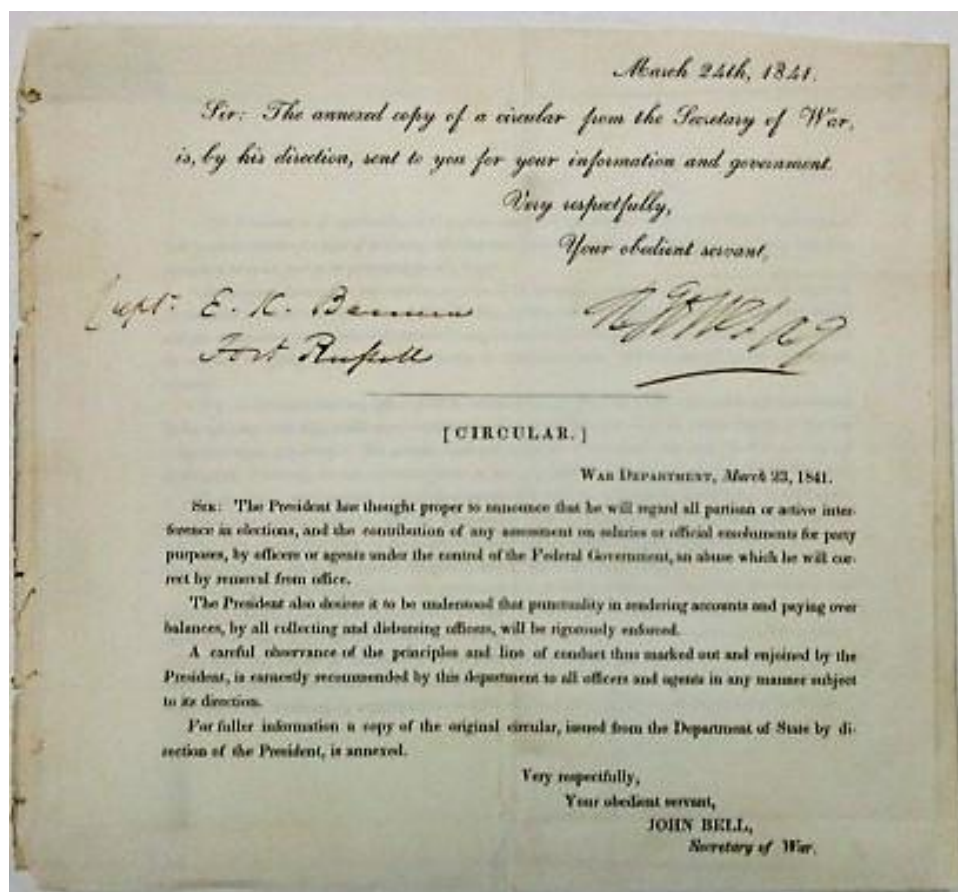 March 24th, 1841.
Sir: The annexed copy of a circular from the Secretary of War,
is, by his direction, sent to you for your information and government.
Very respectfully,
Your obedient servant,
Capt. E. K.
Fort Russell
[CIRCULAR.]
WAR DEPARTMENT, March 23, 1841.
SIR: The President has thought proper to announce that he will regard all partisan or active inter-
ference in elections, and the contribution of any assessment on salaries or official emoluments for party
purposes, by officers or agents under the control of the Federal Government, an abuse which he will cor-
rect by removal from office.
The President also desires it to be understood that punctuality in rendering accounts and paying over
balances, by all collecting and disbursing officers, will be rigorously enforced.
A careful observance of the principles and line of conduct thus marked out and enjoined by the
President, is earnestly recommended by this department to all officers and agents in any manner subject
to its direction.
For fuller information a copy of the original circular, issued from the Department of State by di-
rection of the President, is annexed.
Very respectfully,
Your obedient servant,
JOHN BELL,
Secretary of War.